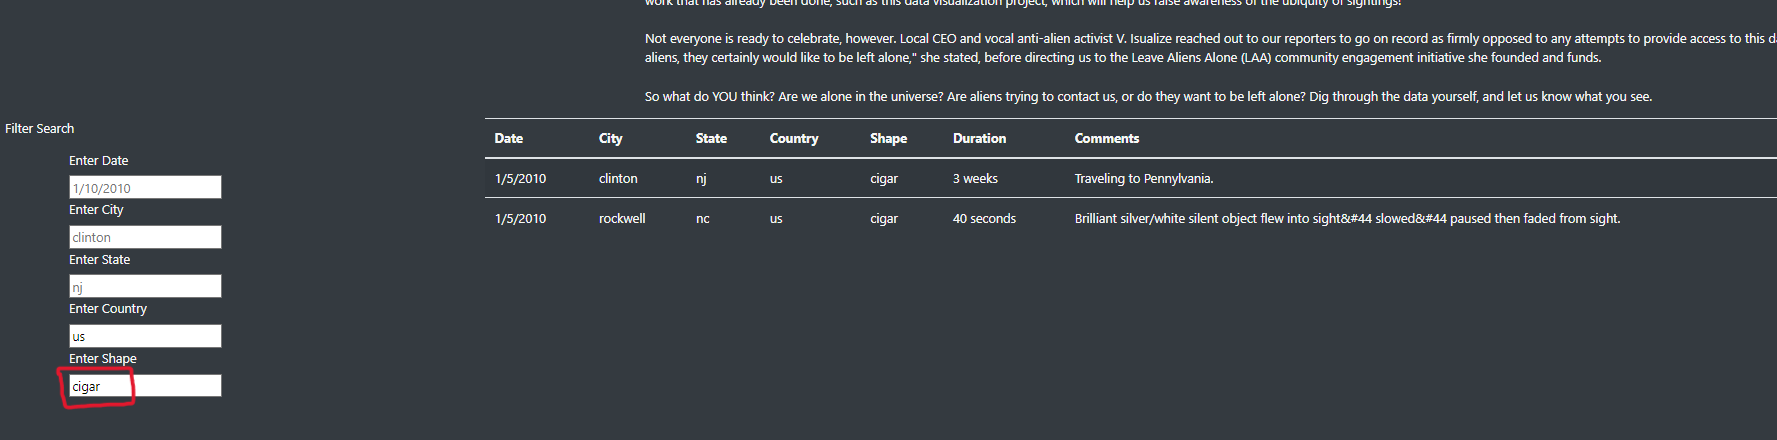 work that has already been done, such as this data visualization project, which will help us raise awareness of the ubiquity of sightings!
Not everyone is ready to celebrate, however. Local CEO and vocal anti-alien activist V. Isualize reached out to our reporters to go on record as firmly opposed to any attempts to provide access to this da
aliens, they certainly would like to be left alone," she stated, before directing us to the Leave Aliens Alone (LAA) community engagement initiative she founded and funds.
So what do YOU think? Are we alone in the universe? Are aliens trying to contact us, or do they want to be left alone? Dig through the data yourself, and let us know what you see.
Filter Search
Enter Date
1/10/2010
Enter City
clinton
Enter State
nj
Enter Country
us
Enter Shape
cigar
Date City State Country Shape Duration Comments
1/5/2010 clinton nj us cigar 3 weeks Traveling to Pennylvania.
1/5/2010 rockwell nc us cigar 40 seconds Brilliant silver/white silent object flew into sight&#44 slowed&#44 paused then faded from sight.